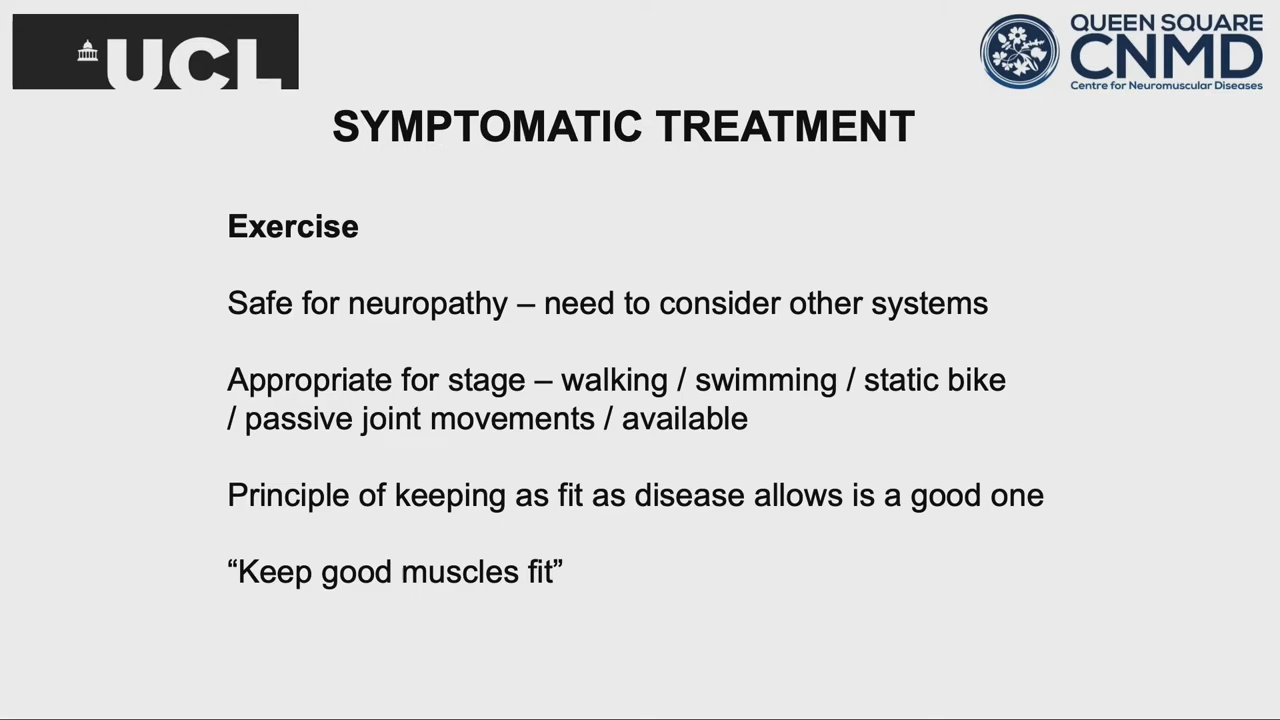 UCL
QUEEN SQUARE
CNMD
Centre for Neuromuscular Diseases
SYMPTOMATIC TREATMENT
Exercise
Safe for neuropathy – need to consider other systems
Appropriate for stage – walking / swimming / static bike
/ passive joint movements / available
Principle of keeping as fit as disease allows is a good one
“Keep good muscles fit”